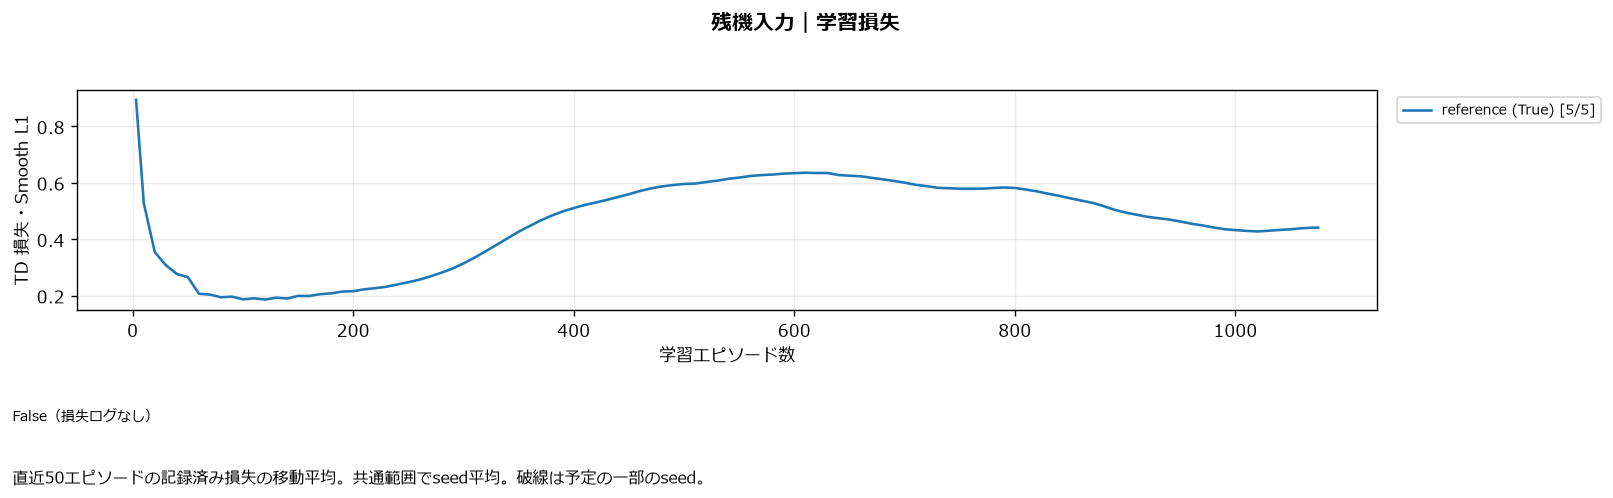 残機入力｜学習損失
reference (True) [5/5]
TD 損失・Smooth L1
0.8
0.6
0.4
0.2
0 200 400 600 800 1000
学習エピソード数
False（損失ログなし）
直近50エピソードの記録済み損失の移動平均。共通範囲でseed平均。破線は予定の一部のseed。